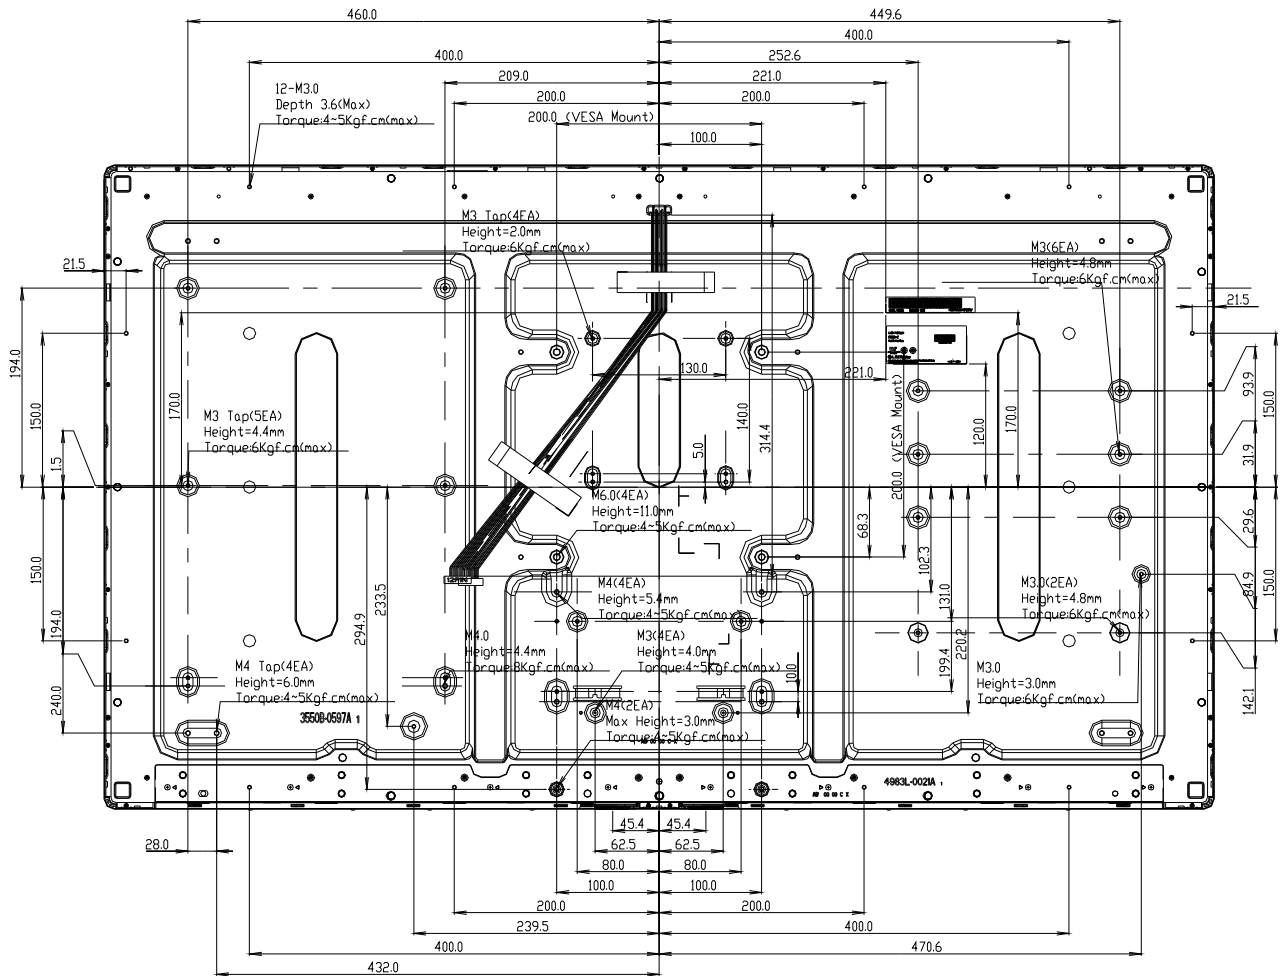 460.0
449.6
400.0
400.0
252.6
209.0
221.0
12-M3.0
Depth 3.6(Max)
Torque:4~5Kgf.cm(max)
200.0
200.0
200.0 (VESA Mount)
100.0
M3 Tap(4EA)
Height=2.0mm
Torque:6Kgf.cm(max)
M3(6EA)
Height=4.8mm
Torque:6Kgf.cm(max)
21.5
21.5
194.0
150.0
170.0
130.0
221.0
140.0
314.4
5.0
200.0 (VESA Mount)
120.0
170.0
93.9
150.0
31.9
1.5
M3 Tap(5EA)
Height=4.4mm
Torque:6Kgf.cm(max)
M6.0(4EA)
Height=11.0mm
Torque:4~5Kgf.cm(max)
68.3
102.3
29.6
150.0
194.0
240.0
233.5
294.9
M4(4EA)
Height=5.4mm
Torque:4~5Kgf.cm(max)
131.0
199.4
220.2
M3.0(2EA)
Height=4.8mm
Torque:6Kgf.cm(max)
84.9
150.0
142.1
M4.0
Height=4.4mm
Torque:8Kgf.cm(max)
M3(4EA)
Height=4.0mm
Torque:4~5Kgf.cm(max)
10.0
M4 Tap(4EA)
Height=6.0mm
Torque:4~5Kgf.cm(max)
M3.0
Height=3.0mm
Torque:6Kgf.cm(max)
M4(2EA)
Max Height=3.0mm
Torque:4~5Kgf.cm(max)
3550B-0597A 1
4983L-0021A 1
45.4
45.4
28.0
62.5
62.5
80.0
80.0
100.0
100.0
200.0
200.0
239.5
400.0
400.0
470.6
432.0